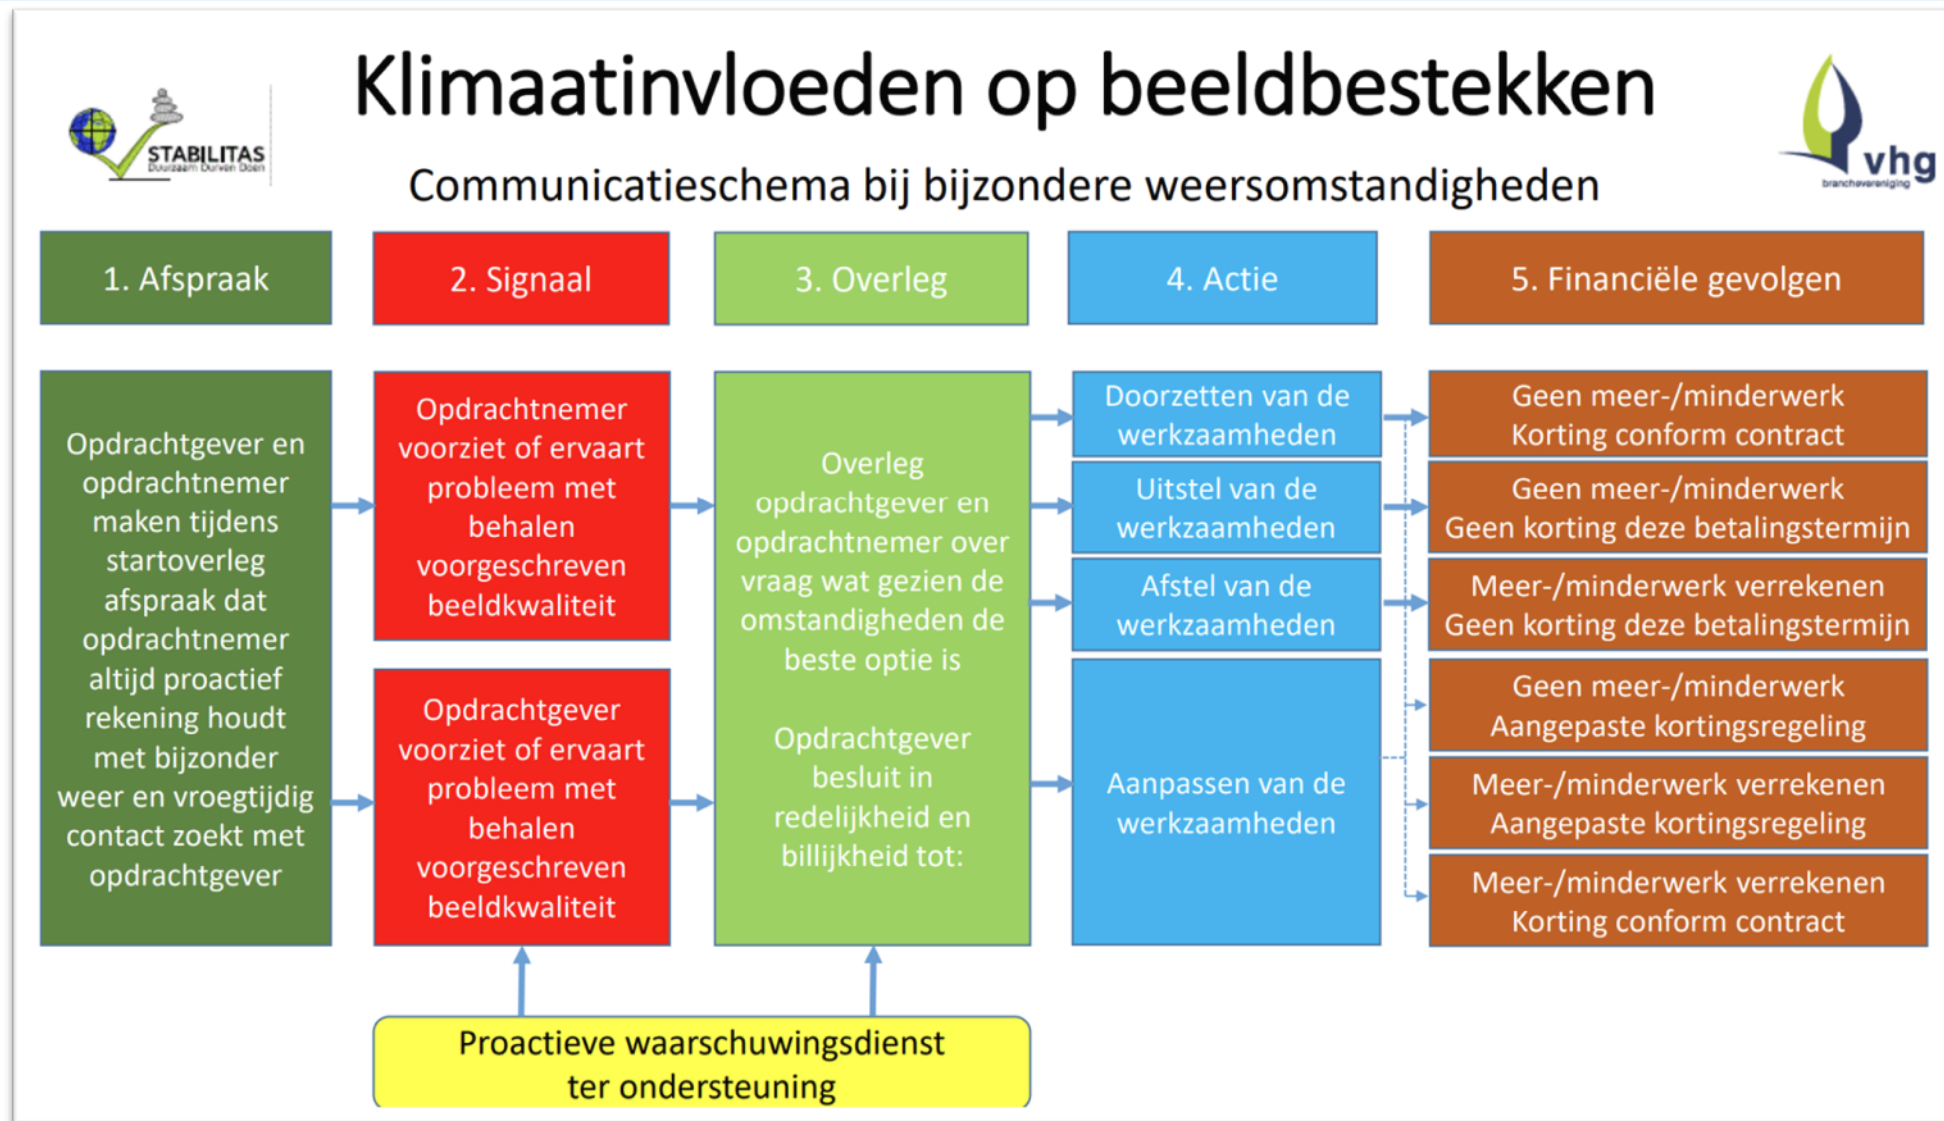 Klimaatinvloeden op beeldbestekken
STABILITAS
Duurzaam Durven Doen
vhg
branchevereniging
Communicatieschema bij bijzondere weersomstandigheden
1. Afspraak
2. Signaal
3. Overleg
4. Actie
5. Financiële gevolgen
Opdrachtgever en
opdrachtnemer
maken tijdens
startoverleg
afspraak dat
opdrachtnemer
altijd proactief
rekening houdt
met bijzonder
weer en vroegtijdig
contact zoekt met
opdrachtgever
Opdrachtnemer
voorziet of ervaart
probleem met
behalen
voorgeschreven
beeldkwaliteit
Opdrachtgever
voorziet of ervaart
probleem met
behalen
voorgeschreven
beeldkwaliteit
Overleg
opdrachtgever en
opdrachtnemer over
vraag wat gezien de
omstandigheden de
beste optie is
Opdrachtgever
besluit in
redelijkheid en
billijkheid tot:
Doorzetten van de
werkzaamheden
Uitstel van de
werkzaamheden
Afstel van de
werkzaamheden
Aanpassen van de
werkzaamheden
Geen meer-/minderwerk
Korting conform contract
Geen meer-/minderwerk
Geen korting deze betalingstermijn
Meer-/minderwerk verrekenen
Geen korting deze betalingstermijn
Geen meer-/minderwerk
Aangepaste kortingsregeling
Meer-/minderwerk verrekenen
Aangepaste kortingsregeling
Meer-/minderwerk verrekenen
Korting conform contract
Proactieve waarschuwingsdienst
ter ondersteuning